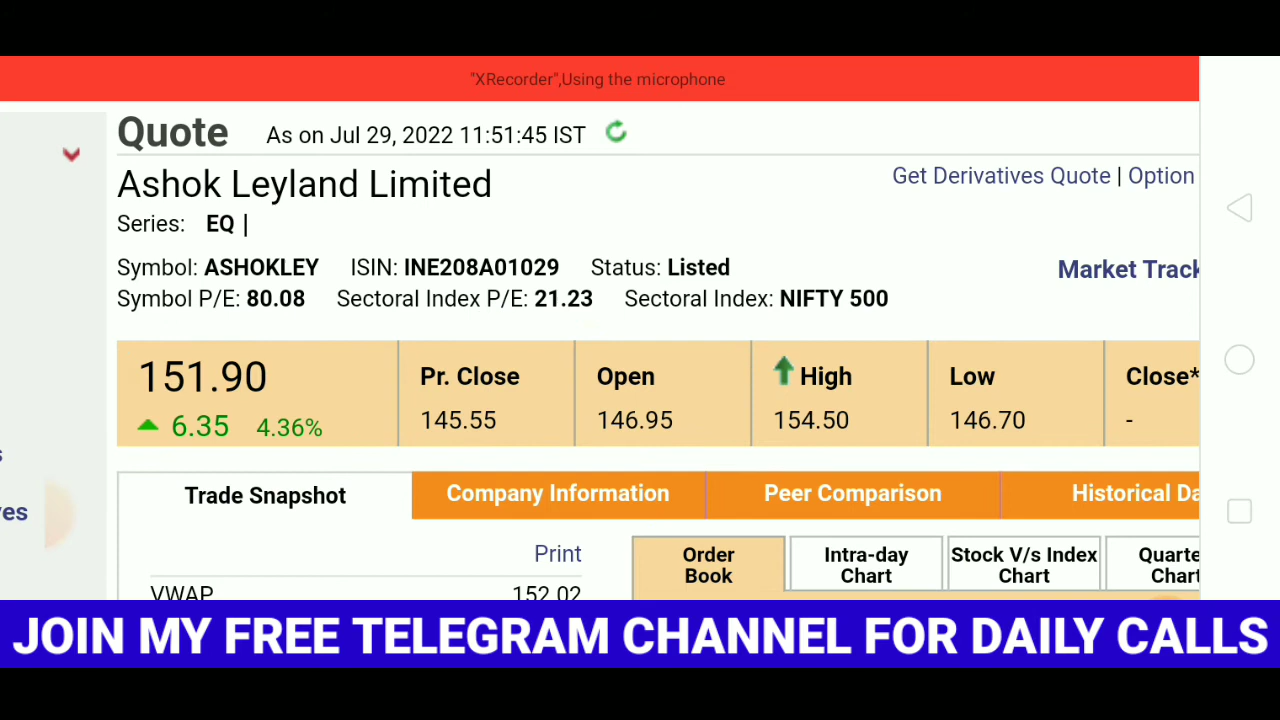 "XRecorder",Using the microphone
Quote As on Jul 29, 2022 11:51:45 IST
Ashok Leyland Limited
Get Derivatives Quote | Option
Series: EQ |
Symbol: ASHOKLEY ISIN: INE208A01029 Status: Listed
Market Track
Symbol P/E: 80.08 Sectoral Index P/E: 21.23 Sectoral Index: NIFTY 500
151.90 Pr. Close Open High Low Close*
6.35 4.36% 145.55 146.95 154.50 146.70 -
Trade Snapshot Company Information Peer Comparison Historical Da
Print
Order Book Intra-day Chart Stock V/s Index Chart Quarte Chart
VWAP 152.02
JOIN MY FREE TELEGRAM CHANNEL FOR DAILY CALLS